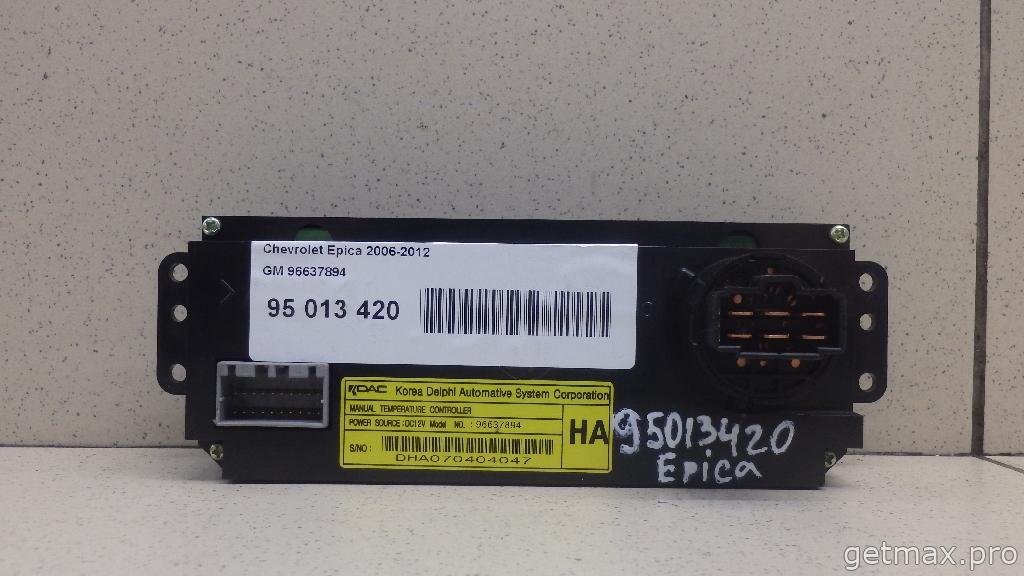 Chevrolet Epica 2006-2012
GM 96637894
95 013 420
KDAC Korea Delphi Automative System Corporation
MANUAL TEMPERATURE CONTROLLER
POWER SOURCE:DC12V Model NO. : 96637894
S/NO :
DHA070404047
HA
95013420
Epica
getmax.pro